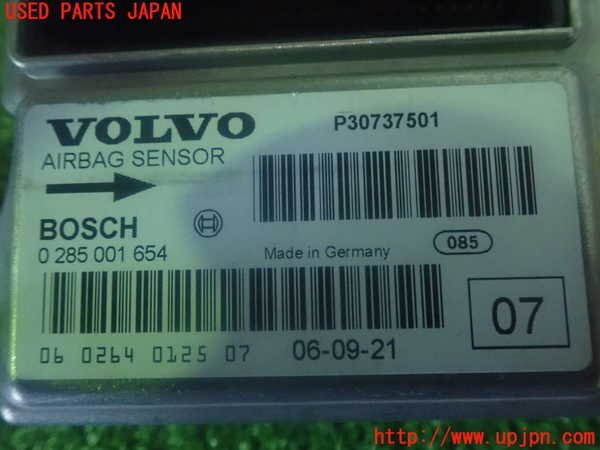 USED PARTS JAPAN
VOLVO
P30737501
AIRBAG SENSOR
BOSCH
0 285 001 654
Made in Germany
085
06 0264 0125 07
06-09-21
07
http://www.upjpn.com/